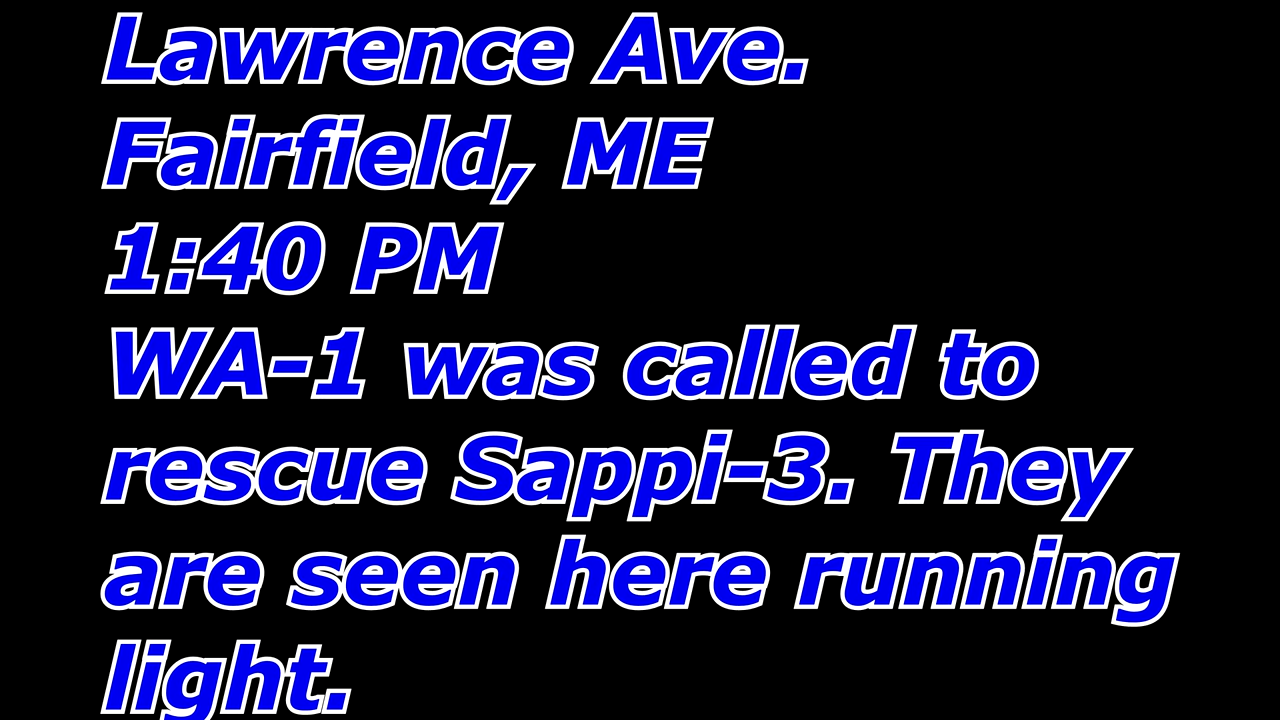 Lawrence Ave.
Fairfield, ME
1:40 PM
WA-1 was called to
rescue Sappi-3. They
are seen here running
light.